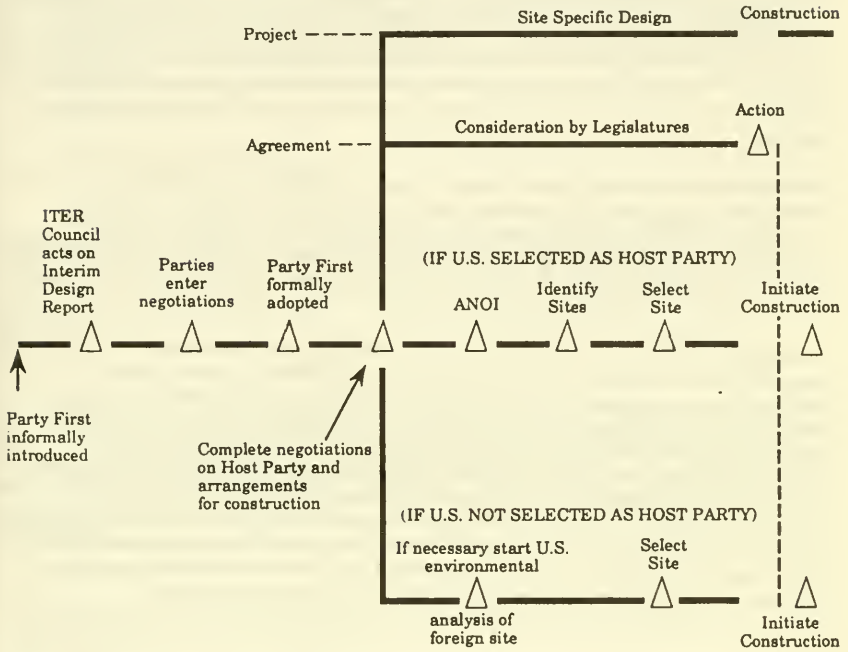 Site Specific Design
Construction
Project
Action
Consideration by Legislatures
Agreement
ITER
Council
acts on
Interim
Design
Report
Parties
enter
negotiations
Party First
formally
adopted
(IF U.S. SELECTED AS HOST PARTY)
ANOI
Identify
Sites
Select
Site
Initiate
Construction
Party First
informally
introduced
Complete negotiations
on Host Party and
arrangements
for construction
(IF U.S. NOT SELECTED AS HOST PARTY)
If necessary start U.S.
environmental
analysis of
foreign site
Select
Site
Initiate
Construction